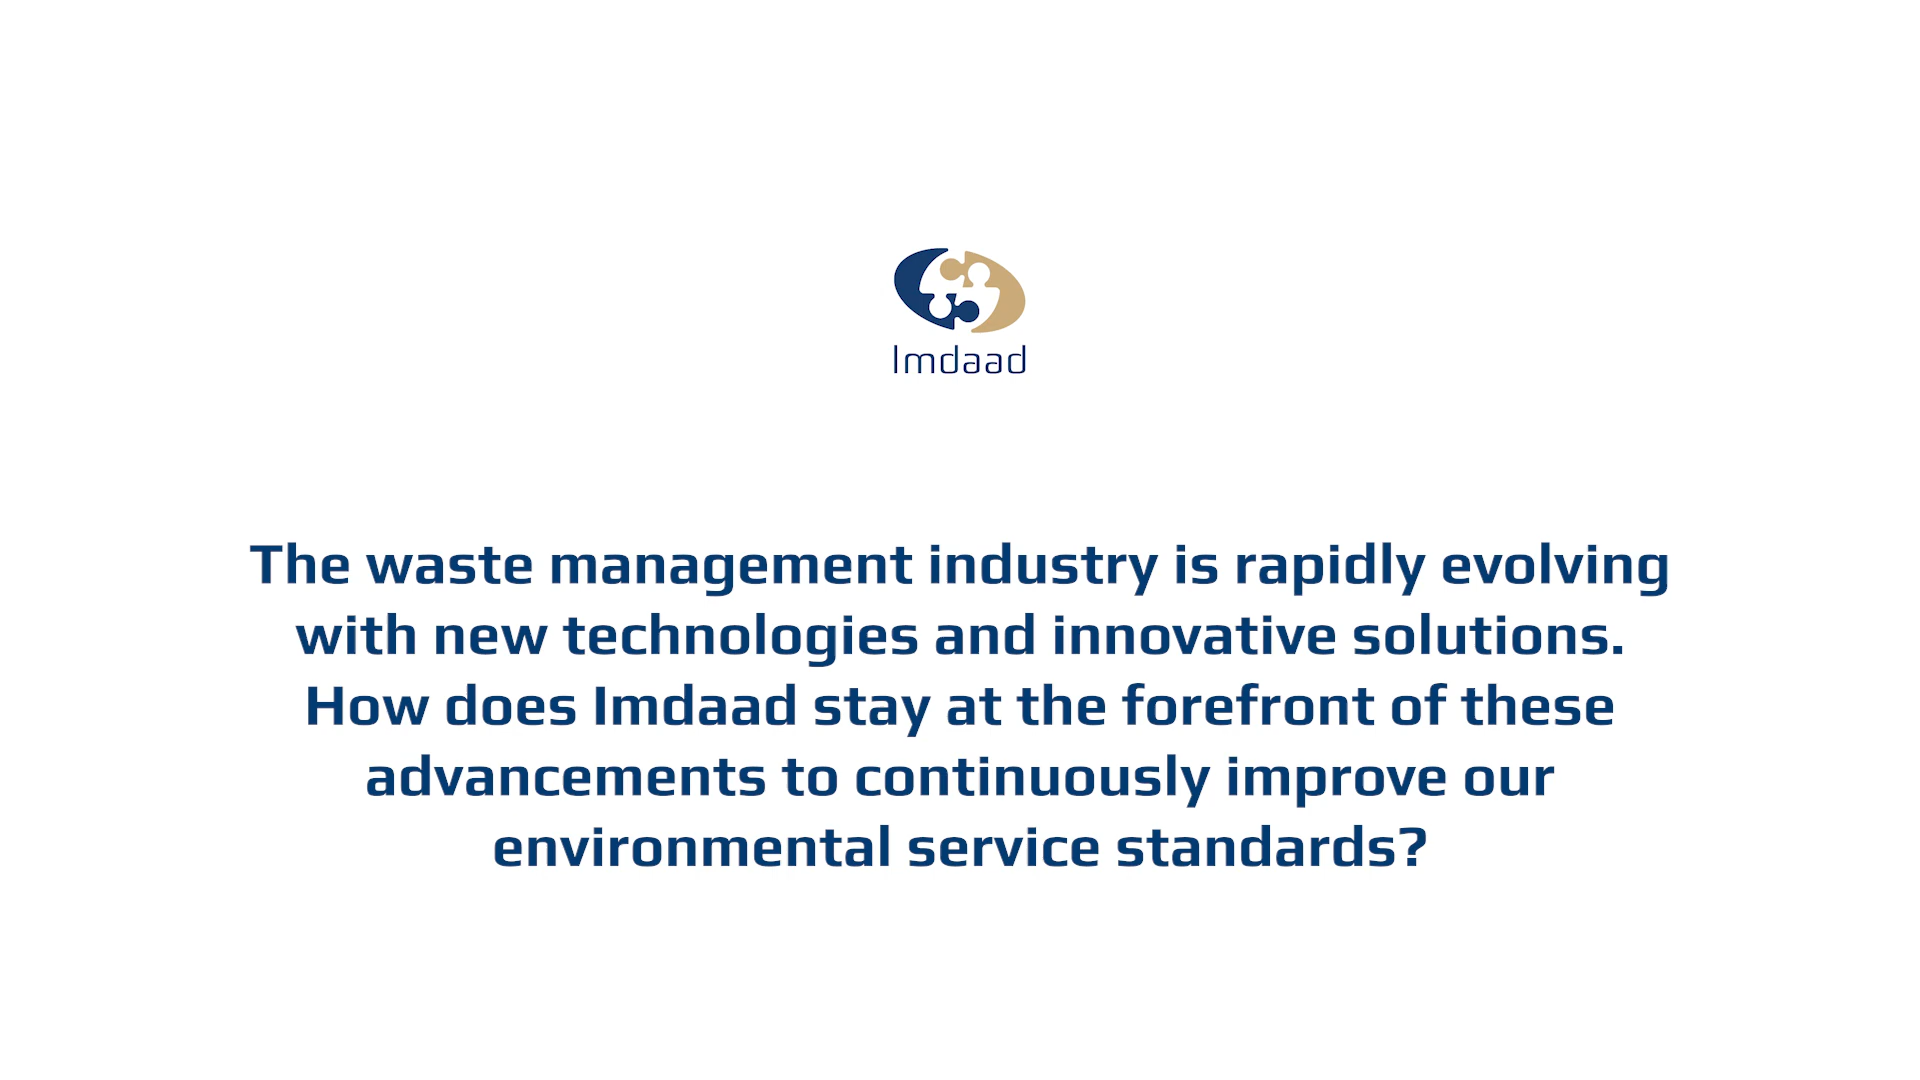 Imdaad
The waste management industry is rapidly evolving
with new technologies and innovative solutions.
How does Imdaad stay at the forefront of these
advancements to continuously improve our
environmental service standards?